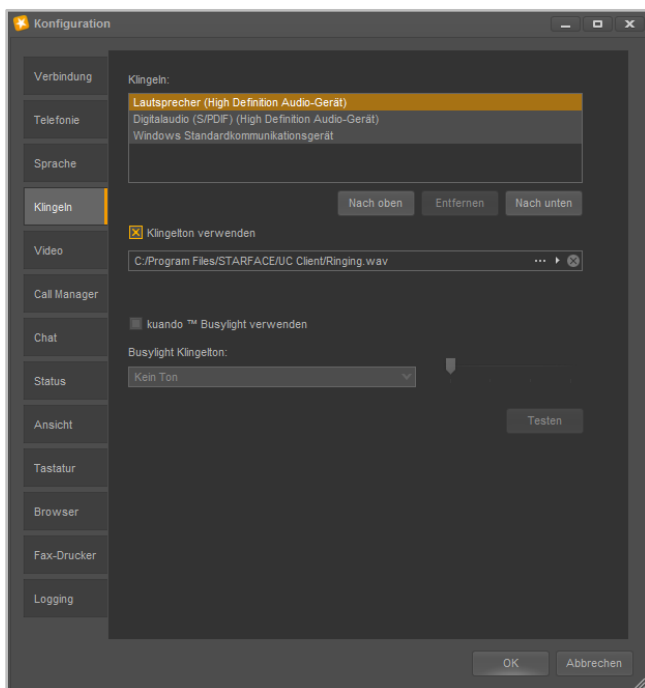 Konfiguration
Verbindung
Telefonie
Sprache
Klingeln
Video
Call Manager
Chat
Status
Ansicht
Tastatur
Browser
Fax-Drucker
Logging
Klingeln:
Lautsprecher (High Definition Audio-Gerät)
Digitalaudio (S/PDIF) (High Definition Audio-Gerät)
Windows Standardkommunikationsgerät
Nach oben Entfernen Nach unten
Klingelton verwenden
C:/Program Files/STARFACE/UC Client/Ringing.wav ...
kuando ™ Busylight verwenden
Busylight Klingelton:
Kein Ton
Testen
OK Abbrechen